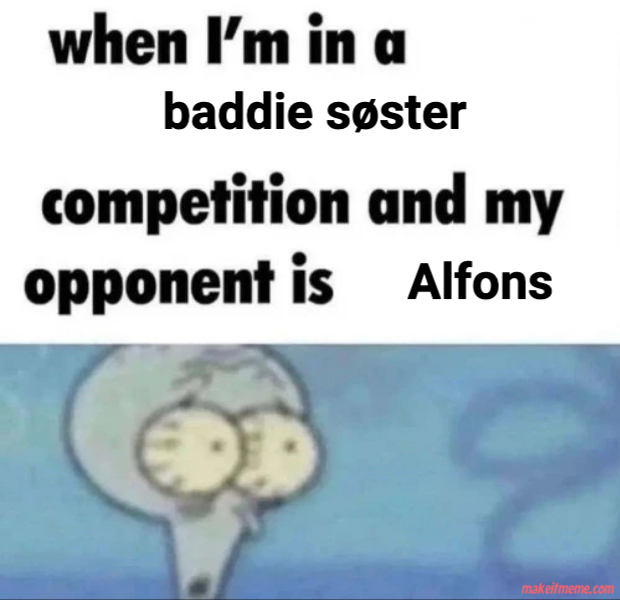 when I'm in a
baddie søster
competition and my
opponent is Alfons
makeitmeme.com